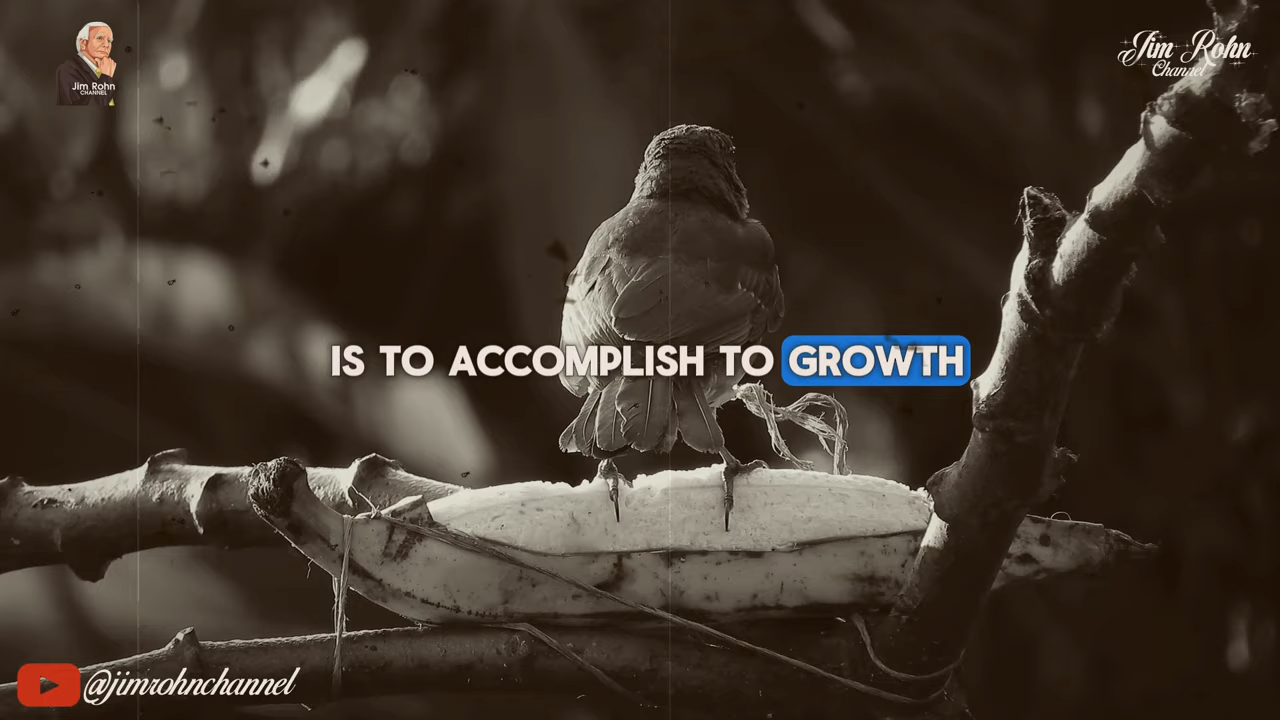 Jim Rohn
CHANNEL
Jim Rohn
Channel
IS TO ACCOMPLISH TO GROWTH
@jimrohnchannel